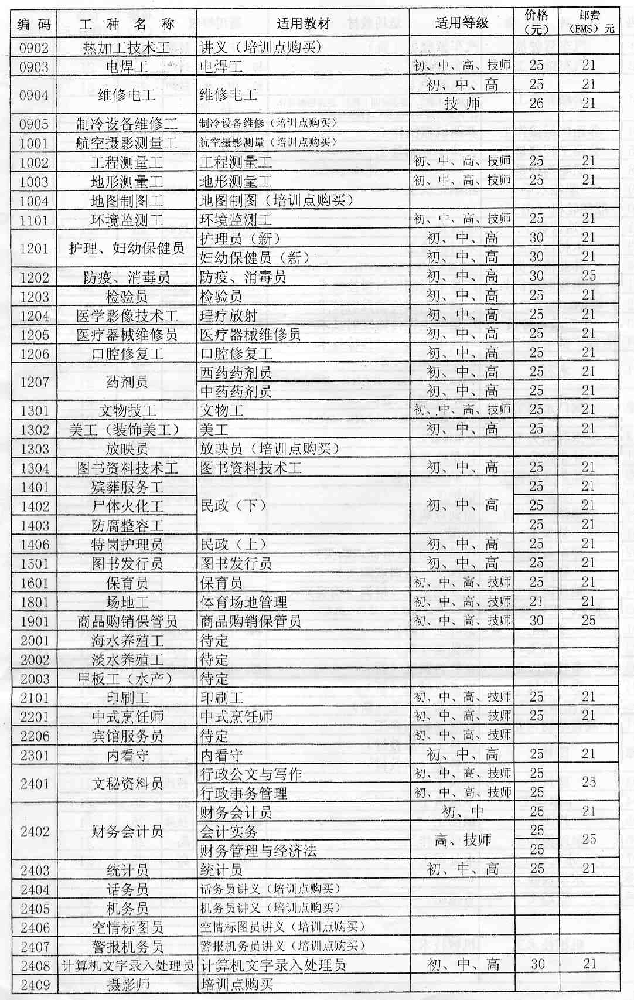 编 码 工 种 名 称 适用教材 适用等级 价格（元） 邮费（EMS）元
0902 热加工技术工 讲义（培训点购买）
0903 电焊工 电焊工 初、中、高、技师 25 21
0904 维修电工 维修电工 初、中、高 25 21
技 师 26 21
0905 制冷设备维修工 制冷设备维修（培训点购买）
1001 航空摄影测量工 航空摄影测量（培训点购买）
1002 工程测量工 工程测量工 初、中、高、技师 25 21
1003 地形测量工 地形测量工 初、中、高、技师 25 21
1004 地图制图工 地图制图（培训点购买）
1101 环境监测工 环境监测工 初、中、高、技师 25 21
1201 护理、妇幼保健员 护理员（新） 初、中、高 30 21
妇幼保健员（新） 初、中、高 30 21
1202 防疫、消毒员 防疫、消毒员 初、中、高 30 25
1203 检验员 检验员 初、中、高 25 21
1204 医学影像技术工 理疗放射 初、中、高 25 21
1205 医疗器械维修员 医疗器械维修员 初、中、高 25 21
1206 口腔修复工 口腔修复工 初、中、高 25 21
1207 药剂员 西药药剂员 初、中、高 25 21
中药药剂员 初、中、高 25 21
1301 文物技工 文物工 初、中、高、技师 25 21
1302 美工（装饰美工） 美工 初、中、高 25 21
1303 放映员 放映员（培训点购买）
1304 图书资料技术工 图书资料技术工 初、中、高 25 21
1401 殡葬服务工 25 21
1402 尸体火化工 民政（下） 初、中、高 25 21
1403 防腐整容工 25 21
1406 特岗护理员 民政（上） 初、中、高 25 21
1501 图书发行员 图书发行员 初、中、高 25 21
1601 保育员 保育员 初、中、高、技师 25 21
1801 场地工 体育场地管理 初、中、高、技师 21 21
1901 商品购销保管员 商品购销保管员 初、中、高、技师 30 25
2001 海水养殖工 待定
2002 淡水养殖工 待定
2003 甲板工（水产） 待定
2101 印刷工 印刷工 初、中、高、技师 25 21
2201 中式烹饪师 中式烹饪师 初、中、高、技师 25 21
2206 宾馆服务员 待定 初、中、高、技师
2301 内看守 内看守 初、中、高 25 21
2401 文秘资料员 行政公文与写作 初、中、高、技师 25 25
行政事务管理 初、中、高、技师 25
2402 财务会计员 财务会计员 初、中 25 21
会计实务 高、技师 25 25
财务管理与经济法 25
2403 统计员 统计员 初、中、高 25 21
2404 话务员 话务员讲义（培训点购买）
2405 机务员 机务员讲义（培训点购买）
2406 空情标图员 空情标图员讲义（培训点购买）
2407 警报机务员 警报机务员讲义（培训点购买）
2408 计算机文字录入处理员 计算机文字录入处理员 初、中、高 30 21
2409 摄影师 培训点购买